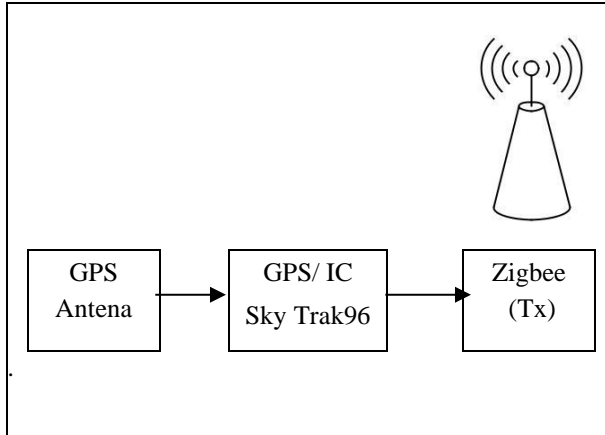 GPS
Antena
GPS/ IC
Sky Trak96
Zigbee
(Tx)
.